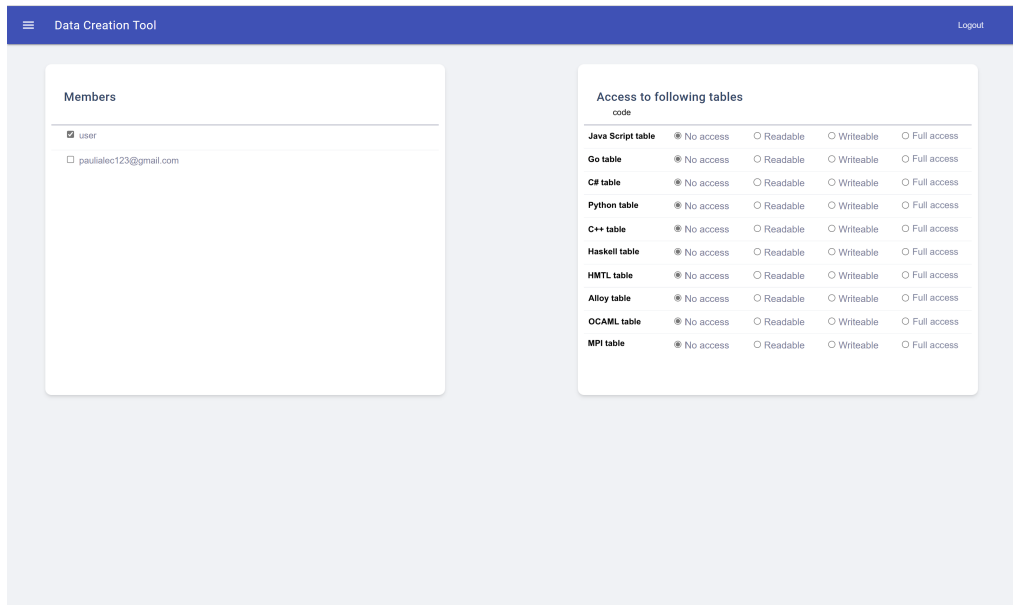 Data Creation Tool
Logout
Members
user
paulialec123@gmail.com
Access to following tables
code
Java Script table No access Readable Writeable Full access
Go table No access Readable Writeable Full access
C# table No access Readable Writeable Full access
Python table No access Readable Writeable Full access
C++ table No access Readable Writeable Full access
Haskell table No access Readable Writeable Full access
HMTL table No access Readable Writeable Full access
Alloy table No access Readable Writeable Full access
OCAML table No access Readable Writeable Full access
MPI table No access Readable Writeable Full access